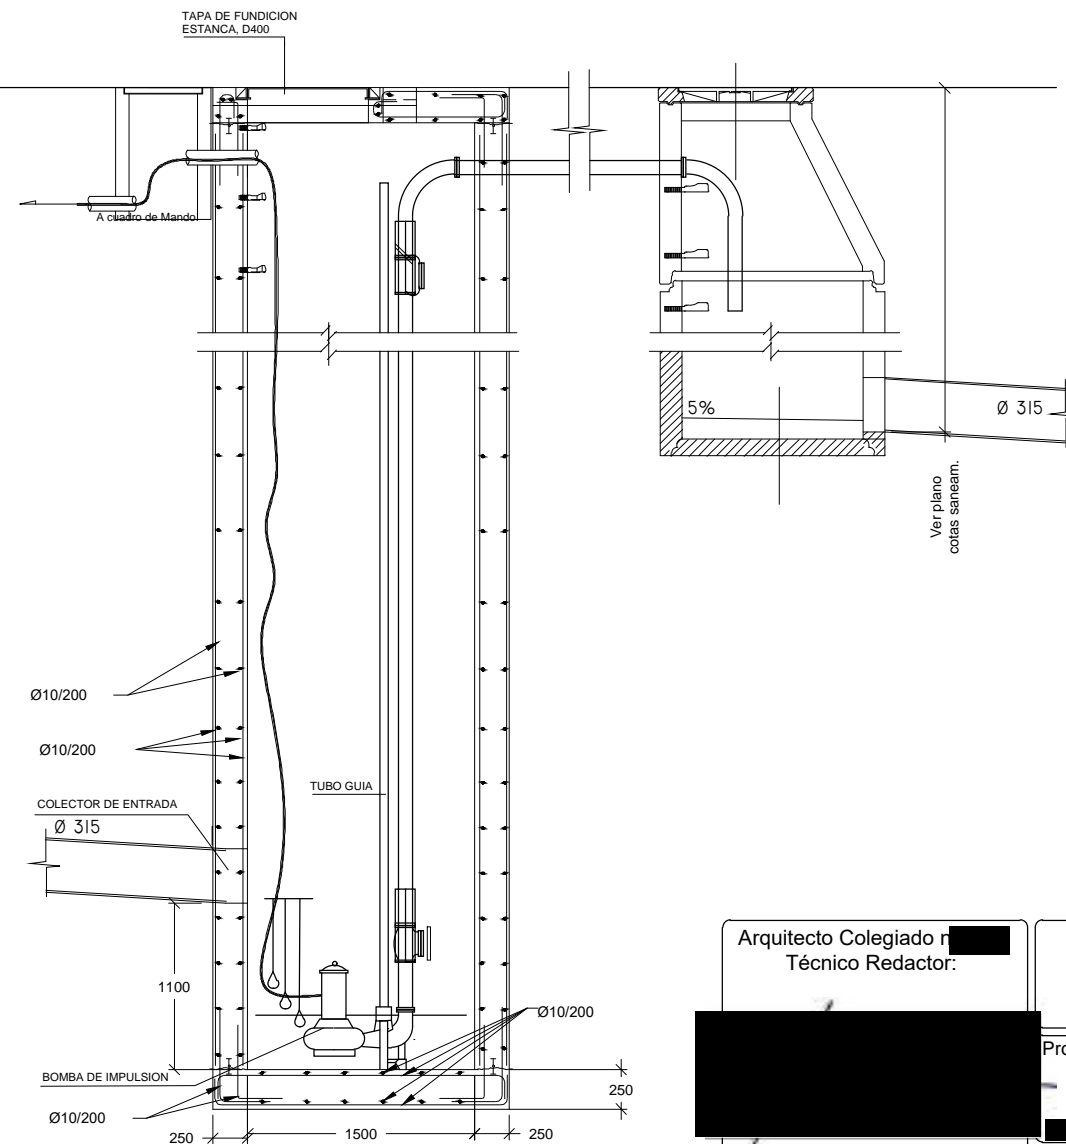 TAPA DE FUNDICION
ESTANCA, D400
A cuadro de Mando
5%
Ø 315
Ver plano
cotas saneam.
Ø10/200
Ø10/200
TUBO GUIA
COLECTOR DE ENTRADA
Ø 315
1100
Ø10/200
BOMBA DE IMPULSION
Ø10/200
250
250
1500
250
Arquitecto Colegiado
Técnico Redactor: